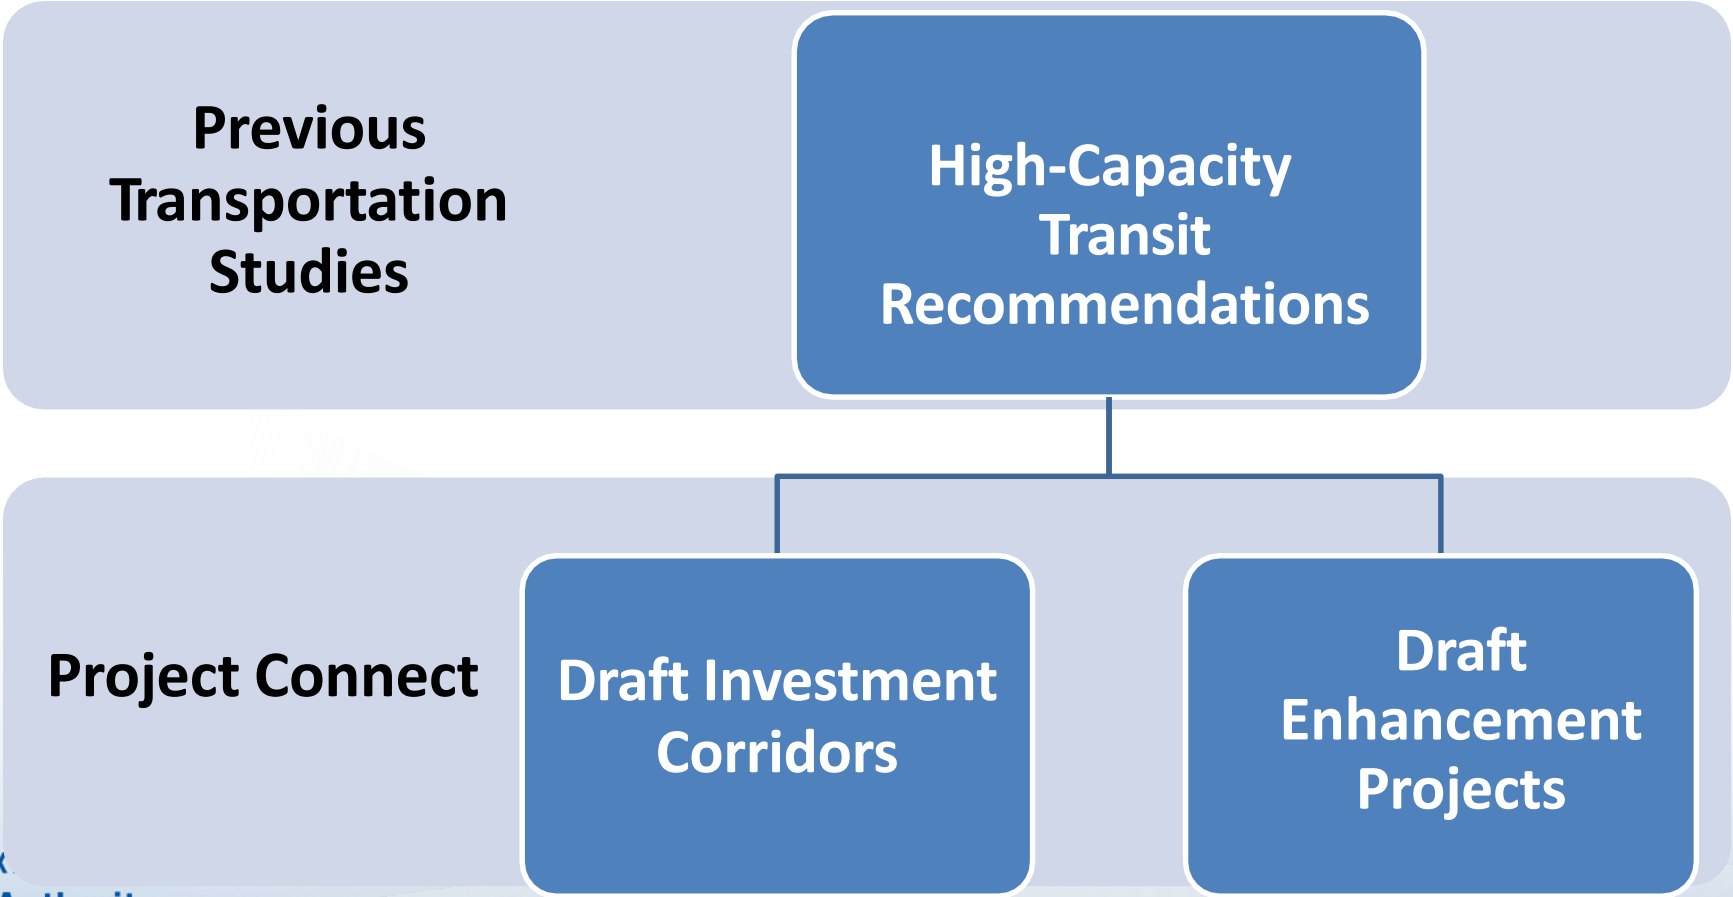 Previous
Transportation
Studies
High-Capacity
Transit
Recommendations
Project Connect
Draft Investment
Corridors
Draft
Enhancement
Projects